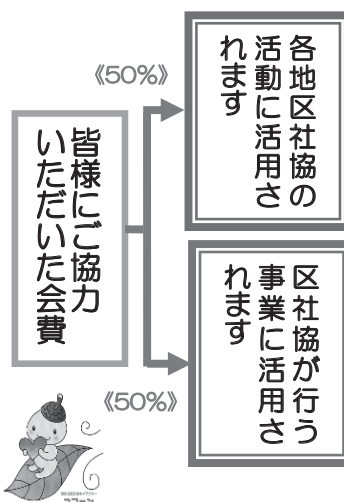 《50%》
各地区社協の
活動に活用さ
れます
皆様にご協力
いただいた会費
区社協が行う
事業に活用さ
れます
《50%》